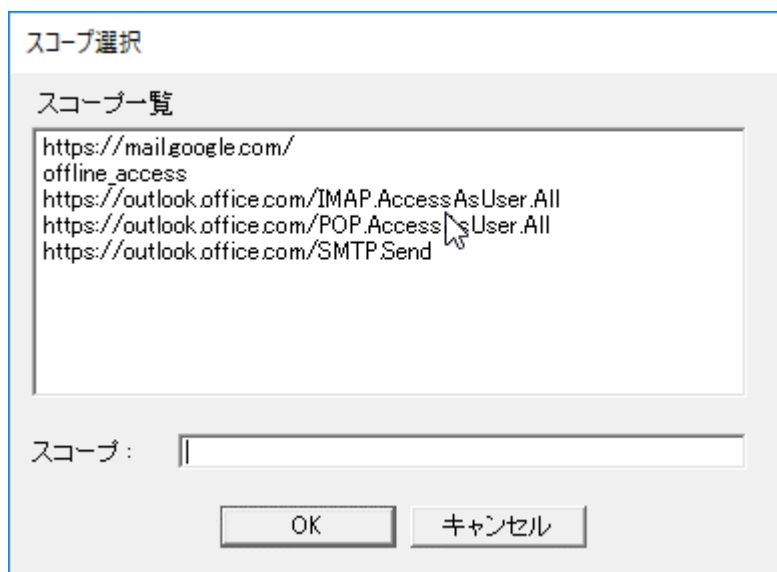 スコープ選択
スコープ一覧
https://mail.google.com/
offline_access
https://outlook.office.com/IMAP.AccessAsUser.All
https://outlook.office.com/POP.AccessAsUser.All
https://outlook.office.com/SMTP.Send
スコープ：
OK
キャンセル